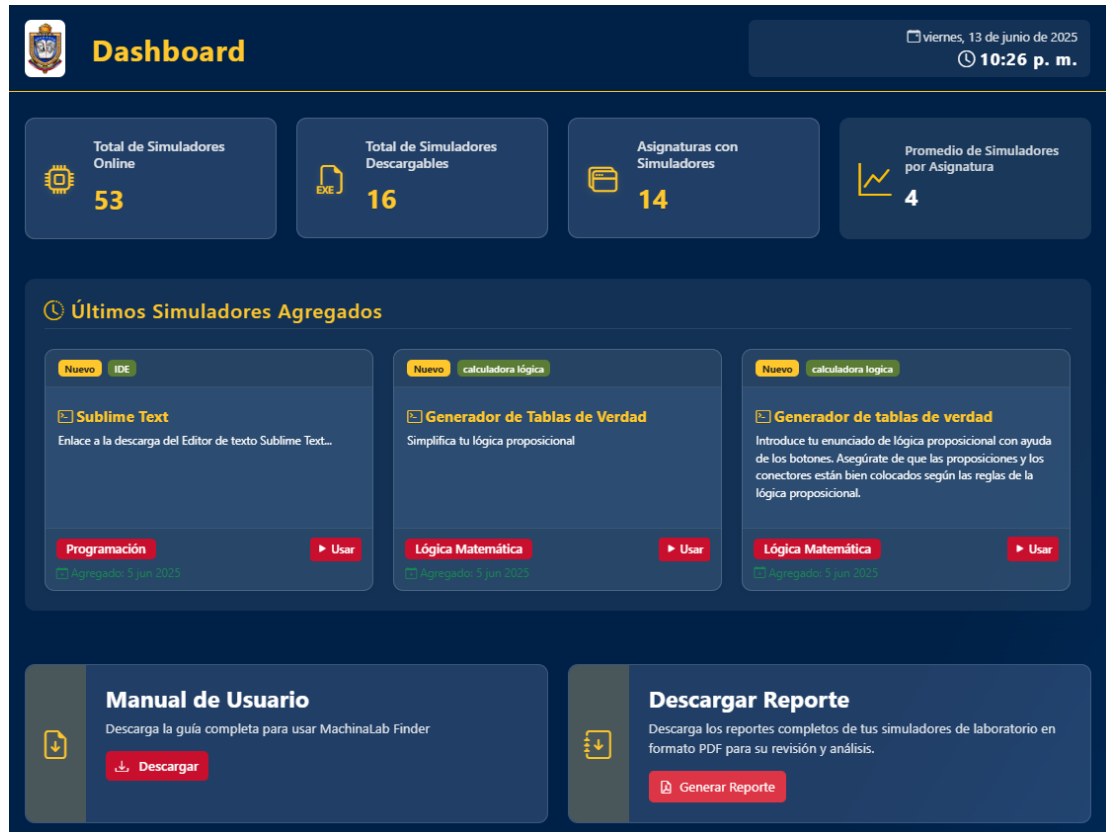 Dashboard
viernes, 13 de junio de 2025
10:26 p. m.
Total de Simuladores
Online
53
EXE
Total de Simuladores
Descargables
16
Asignaturas con
Simuladores
14
Promedio de Simuladores
por Asignatura
4
Últimos Simuladores Agregados
Nuevo IDE
Sublime Text
Enlace a la descarga del Editor de texto Sublime Text...
Programación Usar
Agregado: 5 jun 2025
Nuevo calculadora lógica
Generador de Tablas de Verdad
Simplifica tu lógica proposicional
Lógica Matemática Usar
Agregado: 5 jun 2025
Nuevo calculadora logica
Generador de tablas de verdad
Introduce tu enunciado de lógica proposicional con ayuda
de los botones. Asegúrate de que las proposiciones y los
conectores están bien colocados según las reglas de la
lógica proposicional.
Lógica Matemática Usar
Agregado: 5 jun 2025
Manual de Usuario
Descarga la guía completa para usar MachinaLab Finder
Descargar
Descargar Reporte
Descarga los reportes completos de tus simuladores de laboratorio en
formato PDF para su revisión y análisis.
Generar Reporte